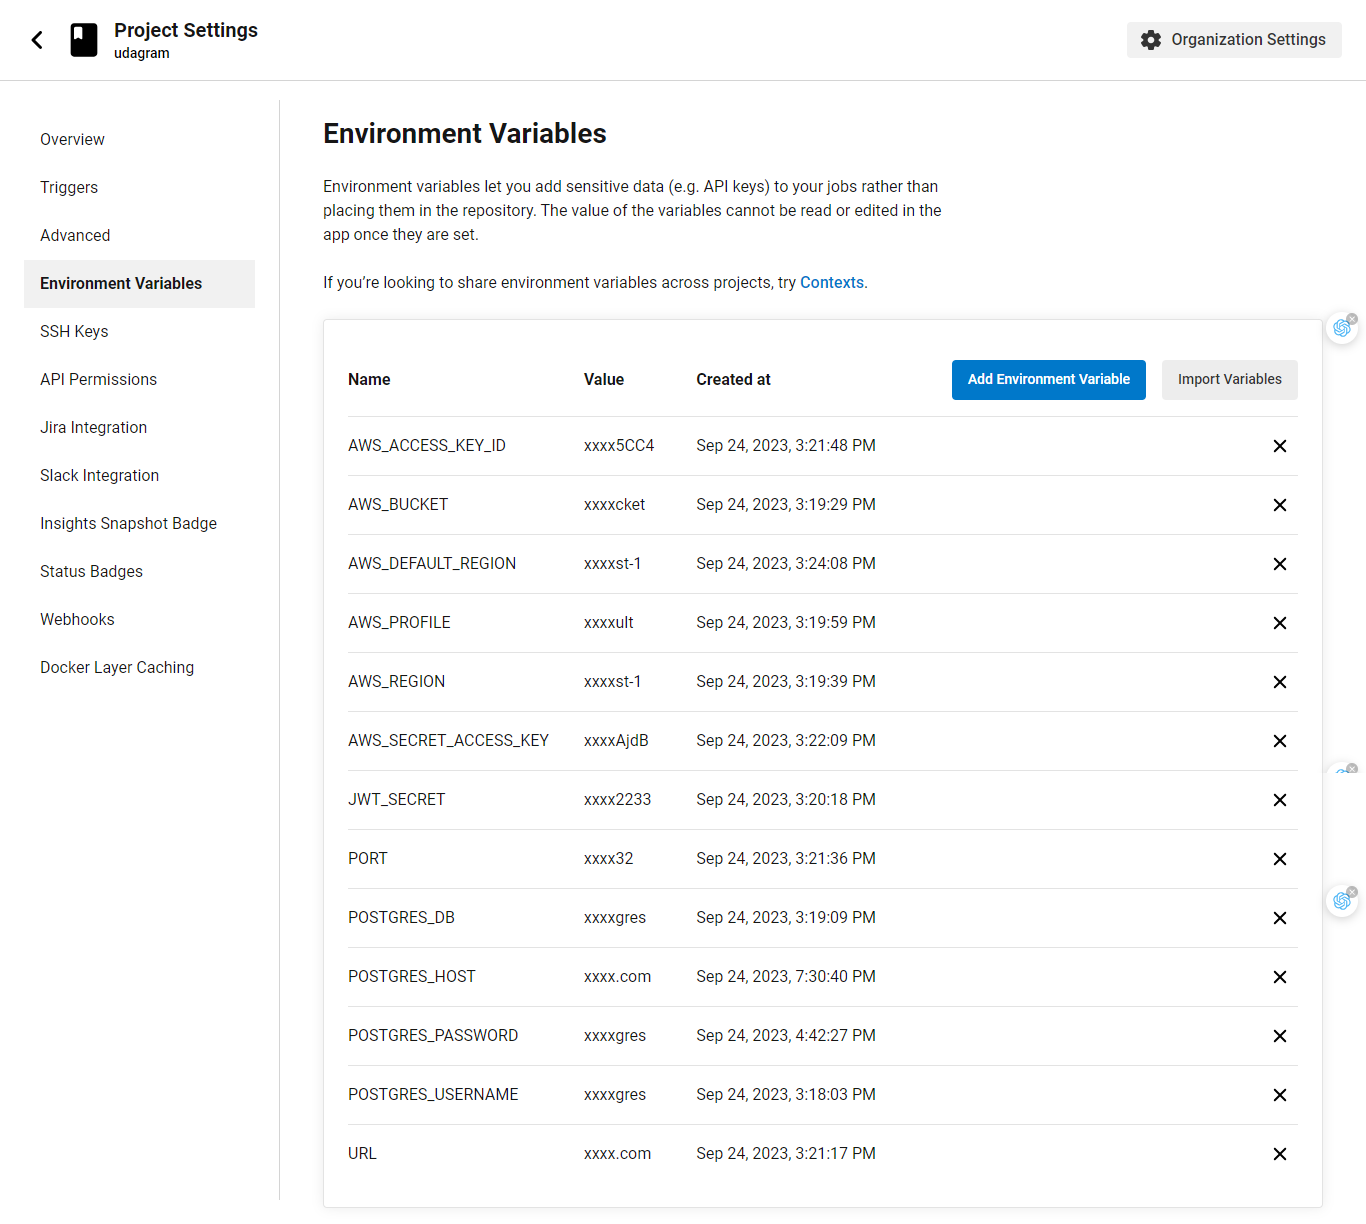 Project Settings
udagram
Organization Settings
Overview
Triggers
Advanced
Environment Variables
SSH Keys
API Permissions
Jira Integration
Slack Integration
Insights Snapshot Badge
Status Badges
Webhooks
Docker Layer Caching
Environment Variables
Environment variables let you add sensitive data (e.g. API keys) to your jobs rather than
placing them in the repository. The value of the variables cannot be read or edited in the
app once they are set.
If you’re looking to share environment variables across projects, try Contexts.
Name Value Created at Add Environment Variable Import Variables
AWS_ACCESS_KEY_ID xxxx5CC4 Sep 24, 2023, 3:21:48 PM
AWS_BUCKET xxxxcket Sep 24, 2023, 3:19:29 PM
AWS_DEFAULT_REGION xxxxst-1 Sep 24, 2023, 3:24:08 PM
AWS_PROFILE xxxxult Sep 24, 2023, 3:19:59 PM
AWS_REGION xxxxst-1 Sep 24, 2023, 3:19:39 PM
AWS_SECRET_ACCESS_KEY xxxxAjdB Sep 24, 2023, 3:22:09 PM
JWT_SECRET xxxx2233 Sep 24, 2023, 3:20:18 PM
PORT xxxx32 Sep 24, 2023, 3:21:36 PM
POSTGRES_DB xxxxgres Sep 24, 2023, 3:19:09 PM
POSTGRES_HOST xxxx.com Sep 24, 2023, 7:30:40 PM
POSTGRES_PASSWORD xxxxgres Sep 24, 2023, 4:42:27 PM
POSTGRES_USERNAME xxxxgres Sep 24, 2023, 3:18:03 PM
URL xxxx.com Sep 24, 2023, 3:21:17 PM